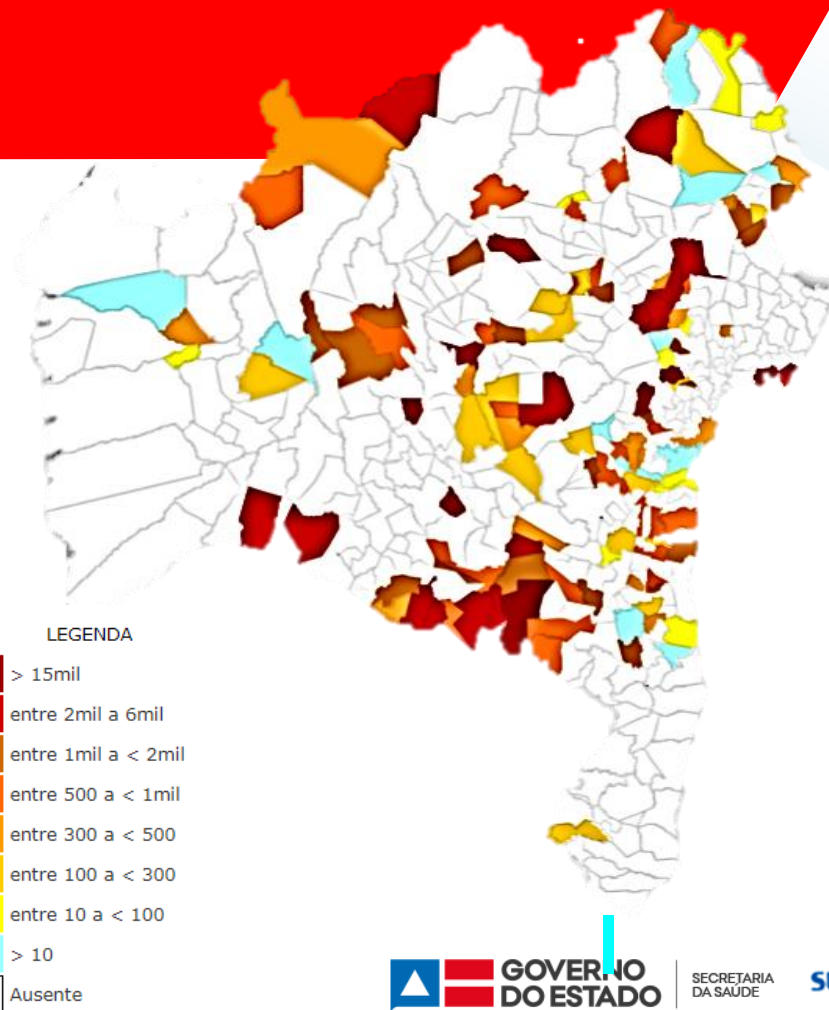 LEGENDA
> 15mil
entre 2mil a 6mil
entre 1mil a < 2mil
entre 500 a < 1mil
entre 300 a < 500
entre 100 a < 300
entre 10 a < 100
> 10
Ausente
GOVERNO
DO ESTADO
SECRETARIA
DA SAÚDE